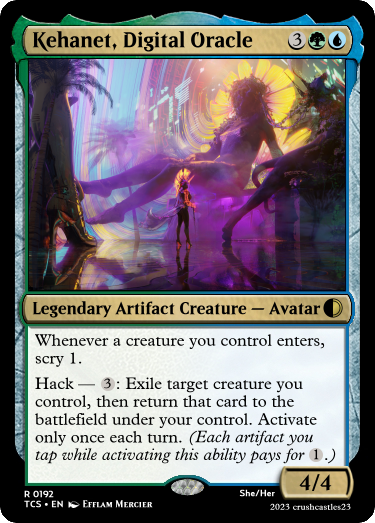 Kehanet, Digital Oracle 3
Legendary Artifact Creature — Avatar
Whenever a creature you control enters,
scry 1.
Hack — 3: Exile target creature you
control, then return that card to the
battlefield under your control. Activate
only once each turn. (Each artifact you
tap while activating this ability pays for 1.)
4/4
R 0192
TCS • EN Efflam Mercier
She/Her
2023 crushcastles23